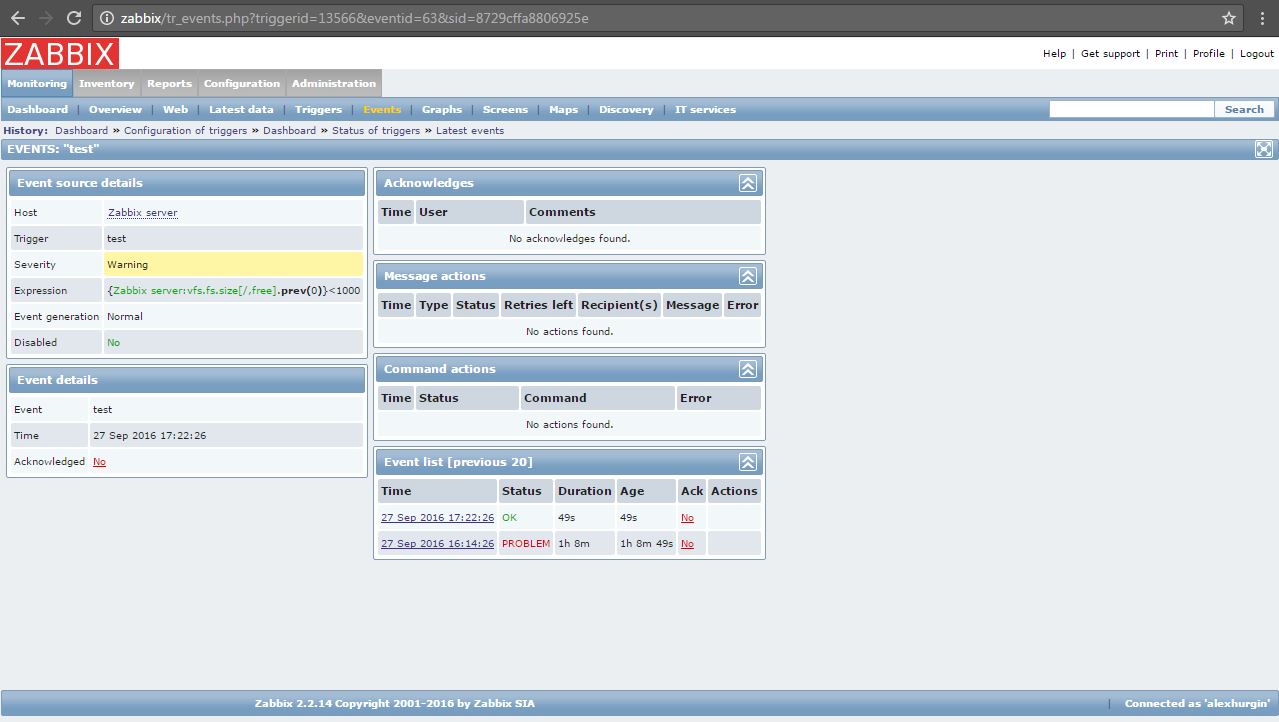 zabbix/tr_events.php?triggerid=13566&eventid=63&sid=8729cffa8806925e
ZABBIX
Help | Get support | Print | Profile | Logout
Monitoring Inventory Reports Configuration Administration
Dashboard | Overview | Web | Latest data | Triggers | Events | Graphs | Screens | Maps | Discovery | IT services Search
History: Dashboard » Configuration of triggers » Dashboard » Status of triggers » Latest events
EVENTS: "test"
Event source details
Host Zabbix server
Trigger test
Severity Warning
Expression {Zabbix server:vfs.fs.size[/,free].prev(0)}<1000
Event generation Normal
Disabled No
Event details
Event test
Time 27 Sep 2016 17:22:26
Acknowledged No
Acknowledges
Time User Comments
No acknowledges found.
Message actions
Time Type Status Retries left Recipient(s) Message Error
No actions found.
Command actions
Time Status Command Error
No actions found.
Event list [previous 20]
Time Status Duration Age Ack Actions
27 Sep 2016 17:22:26 OK 49s 49s No
27 Sep 2016 16:14:26 PROBLEM 1h 8m 1h 8m 49s No
Zabbix 2.2.14 Copyright 2001-2016 by Zabbix SIA | Connected as 'alexhurgin'